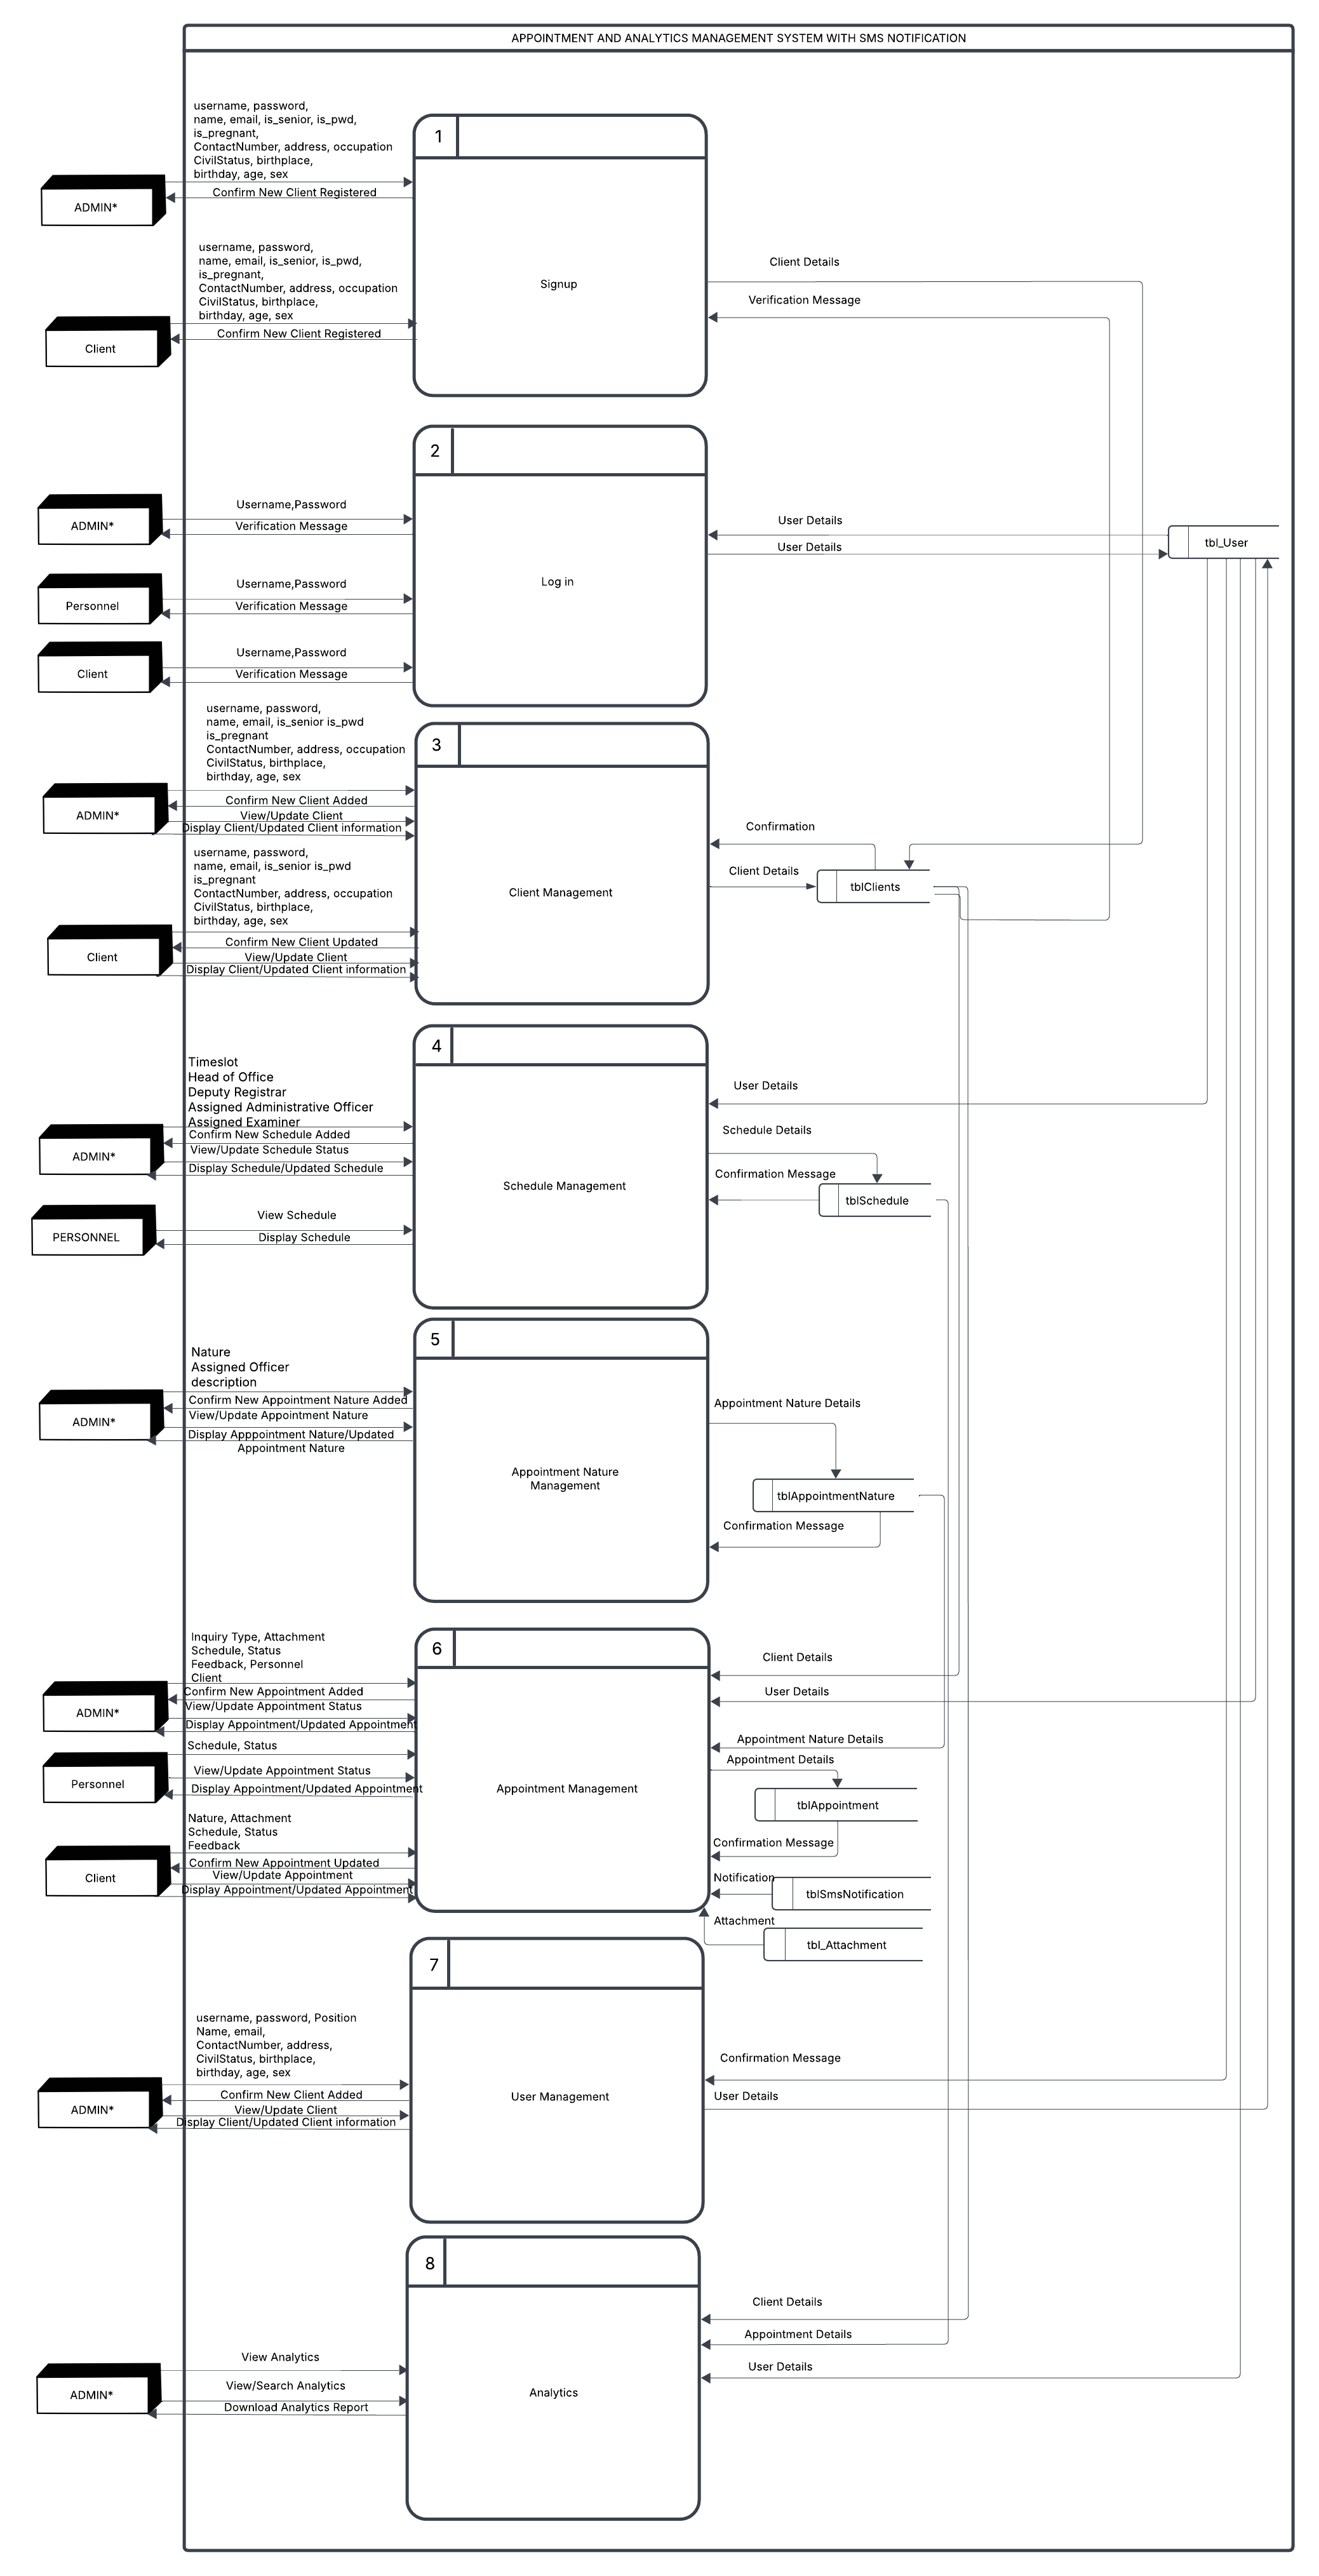 APPOINTMENT AND ANALYTICS MANAGEMENT SYSTEM WITH SMS NOTIFICATION
username, password,
name, email, is_senior, is_pwd,
is_pregnant,
ContactNumber, address, occupation
CivilStatus, birthplace,
birthday, age, sex
1
ADMIN*
Confirm New Client Registered
username, password,
name, email, is_senior, is_pwd,
is_pregnant,
ContactNumber, address, occupation
CivilStatus, birthplace,
birthday, age, sex
Client
Confirm New Client Registered
Signup
Client Details
Verification Message
2
ADMIN*
Username,Password
Verification Message
Personnel
Username,Password
Verification Message
Client
Username,Password
Verification Message
Log in
User Details
User Details
tbl_User
username, password,
name, email, is_senior is_pwd
is_pregnant
ContactNumber, address, occupation
CivilStatus, birthplace,
birthday, age, sex
3
ADMIN*
Confirm New Client Added
View/Update Client
Display Client/Updated Client information
username, password,
name, email, is_senior is_pwd
is_pregnant
ContactNumber, address, occupation
CivilStatus, birthplace,
birthday, age, sex
Client
Confirm New Client Updated
View/Update Client
Display Client/Updated Client information
Client Management
Confirmation
Client Details
tblClients
4
Timeslot
Head of Office
Deputy Registrar
Assigned Administrative Officer
Assigned Examiner
ADMIN*
Confirm New Schedule Added
View/Update Schedule Status
Display Schedule/Updated Schedule
PERSONNEL
View Schedule
Display Schedule
Schedule Management
User Details
Schedule Details
Confirmation Message
tblSchedule
5
Nature
Assigned Officer
description
ADMIN*
Confirm New Appointment Nature Added
View/Update Appointment Nature
Display Apppointment Nature/Updated
Appointment Nature
Appointment Nature
Management
Appointment Nature Details
tblAppointmentNature
Confirmation Message
6
Inquiry Type, Attachment
Schedule, Status
Feedback, Personnel
Client
ADMIN*
Confirm New Appointment Added
View/Update Appointment Status
Display Appointment/Updated Appointment
Schedule, Status
Personnel
View/Update Appointment Status
Display Appointment/Updated Appointment
Nature, Attachment
Schedule, Status
Feedback
Client
Confirm New Appointment Updated
View/Update Appointment
Display Appointment/Updated Appointment
Appointment Management
Client Details
User Details
Appointment Nature Details
Appointment Details
tblAppointment
Confirmation Message
Notification
tblSmsNotification
Attachment
tbl_Attachment
7
username, password, Position
Name, email,
ContactNumber, address,
CivilStatus, birthplace,
birthday, age, sex
ADMIN*
Confirm New Client Added
View/Update Client
Display Client/Updated Client information
User Management
Confirmation Message
User Details
8
ADMIN*
View Analytics
View/Search Analytics
Download Analytics Report
Analytics
Client Details
Appointment Details
User Details